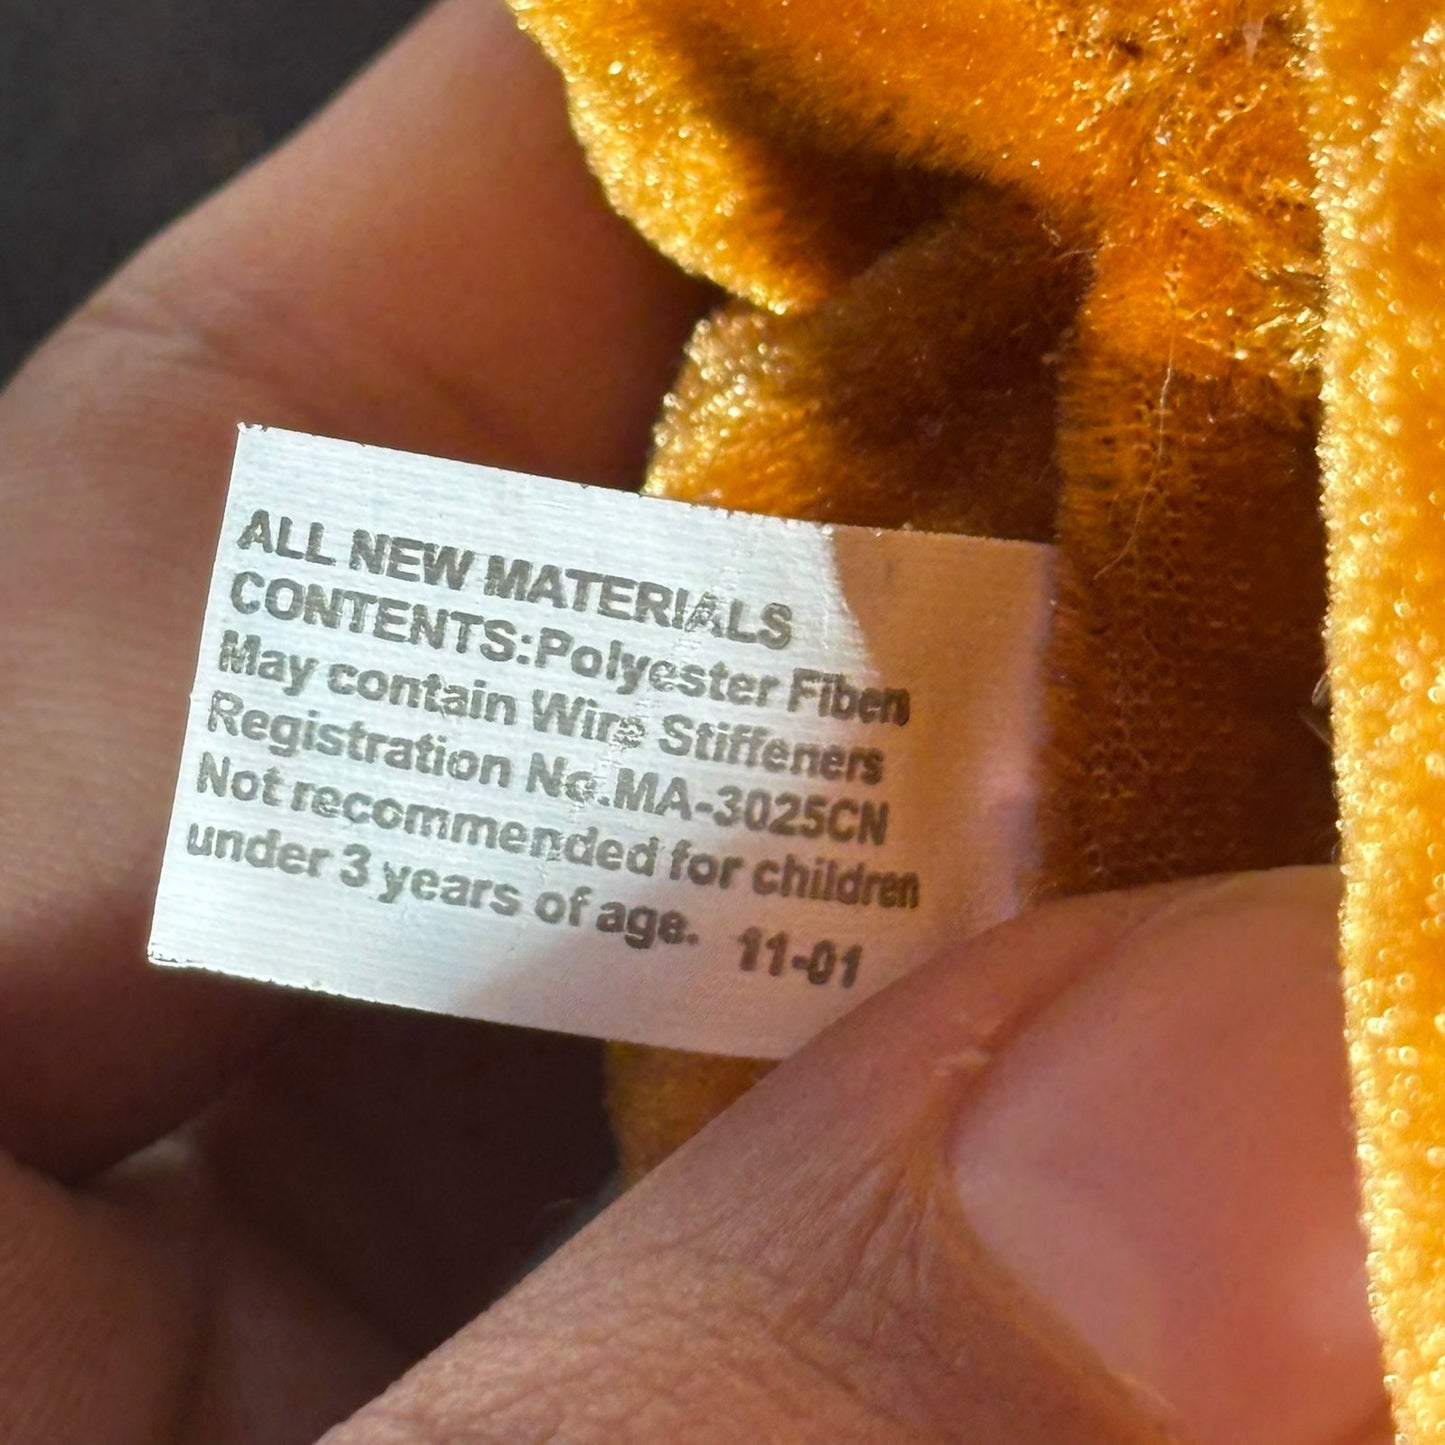 ALL NEW MATERIALS
CONTENTS:Polyester Fibers
May contain Wire Stiffeners
Registration No.MA-3025CN
Not recommended for children
under 3 years of age. 11-01